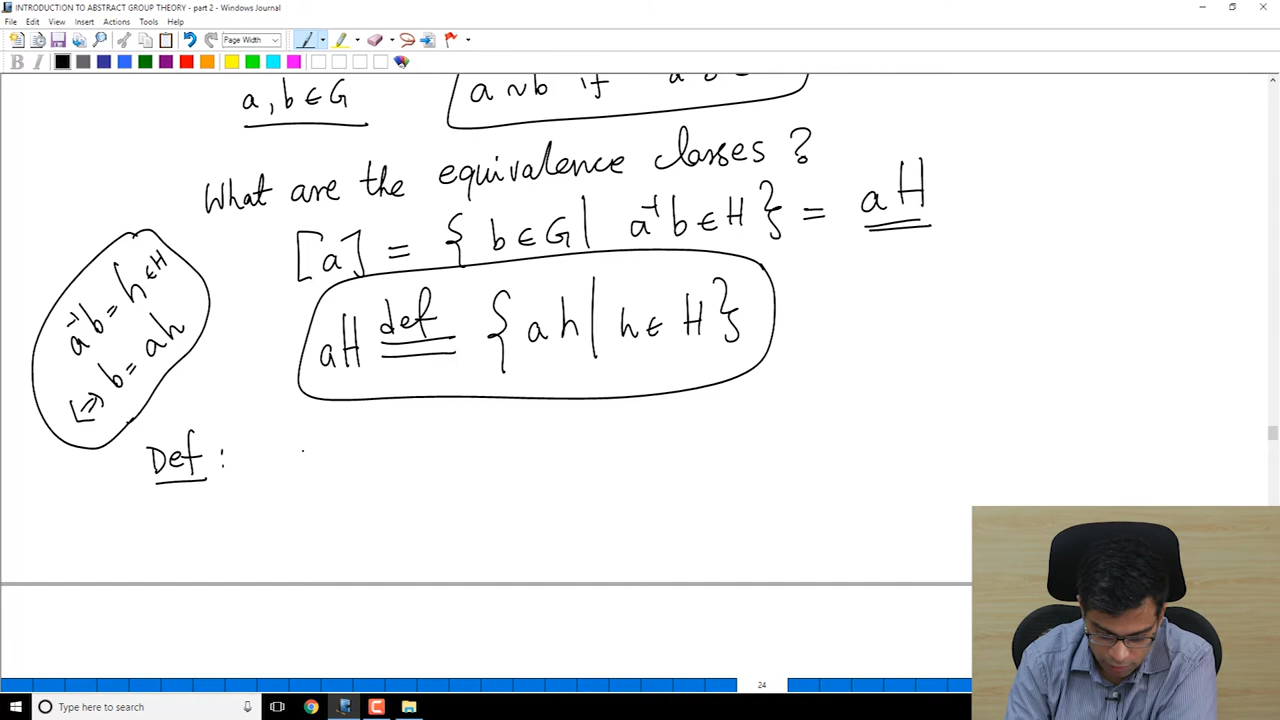 INTRODUCTION TO ABSTRACT GROUP THEORY - part 2 - Windows Journal
File Edit View Insert Actions Tools Help
Page Width
B I
a, b ∈ G
a ~ b if
What are the equivalence classes ?
[a] = { b ∈ G | a⁻¹b ∈ H } = aH
aH def { ah | h ∈ H }
a⁻¹b = h ∈ H
⇔ b = ah
Def :
24
Type here to search